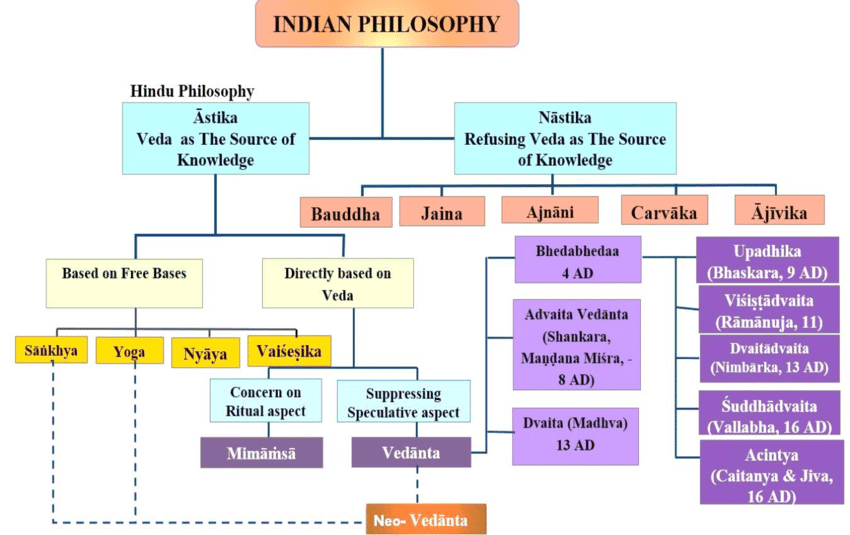 INDIAN PHILOSOPHY
Hindu Philosophy
Āstika
Veda as The Source of
Knowledge
Nāstika
Refusing Veda as The Source
of Knowledge
Bauddha
Jaina
Ajnāni
Carvāka
Ājīvika
Based on Free Bases
Directly based on
Veda
Sāṅkhya
Yoga
Nyāya
Vaiśeṣika
Concern on
Ritual aspect
Suppressing
Speculative aspect
Mimāṁsā
Vedānta
Neo- Vedānta
Bhedabhedaa
4 AD
Advaita Vedānta
(Shankara,
Maṇḍana Miśra, -
8 AD)
Dvaita (Madhva)
13 AD
Upadhika
(Bhaskara, 9 AD)
Viśiṣṭādvaita
(Rāmānuja, 11)
Dvaitādvaita
(Nimbārka, 13 AD
Śuddhādvaita
(Vallabha, 16 AD)
Acintya
(Caitanya & Jiva,
16 AD)